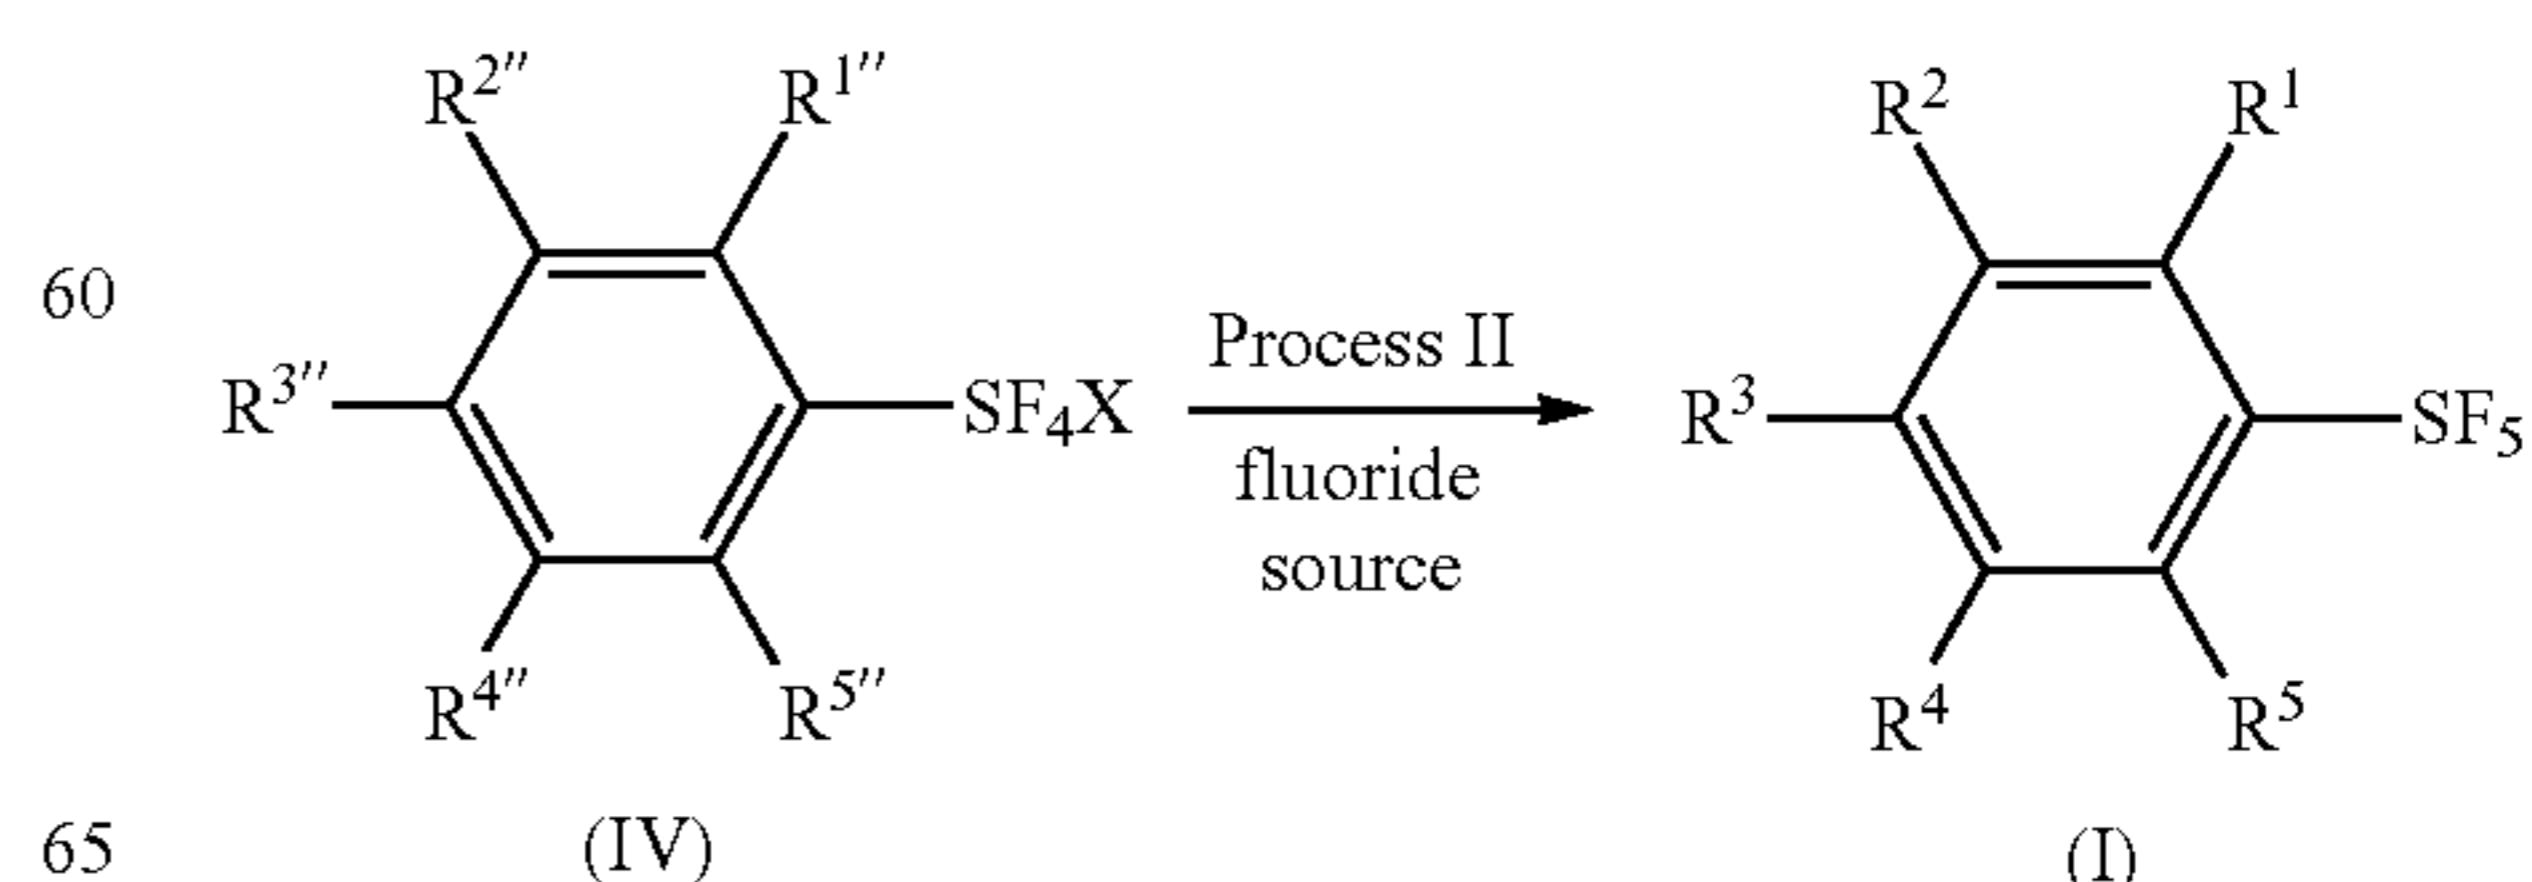 R2″ R1″ R2 R1
60
Process II
R3″ SF4X R3 SF5
fluoride
source
R4″ R5″ R4 R5
65 (IV) (I)